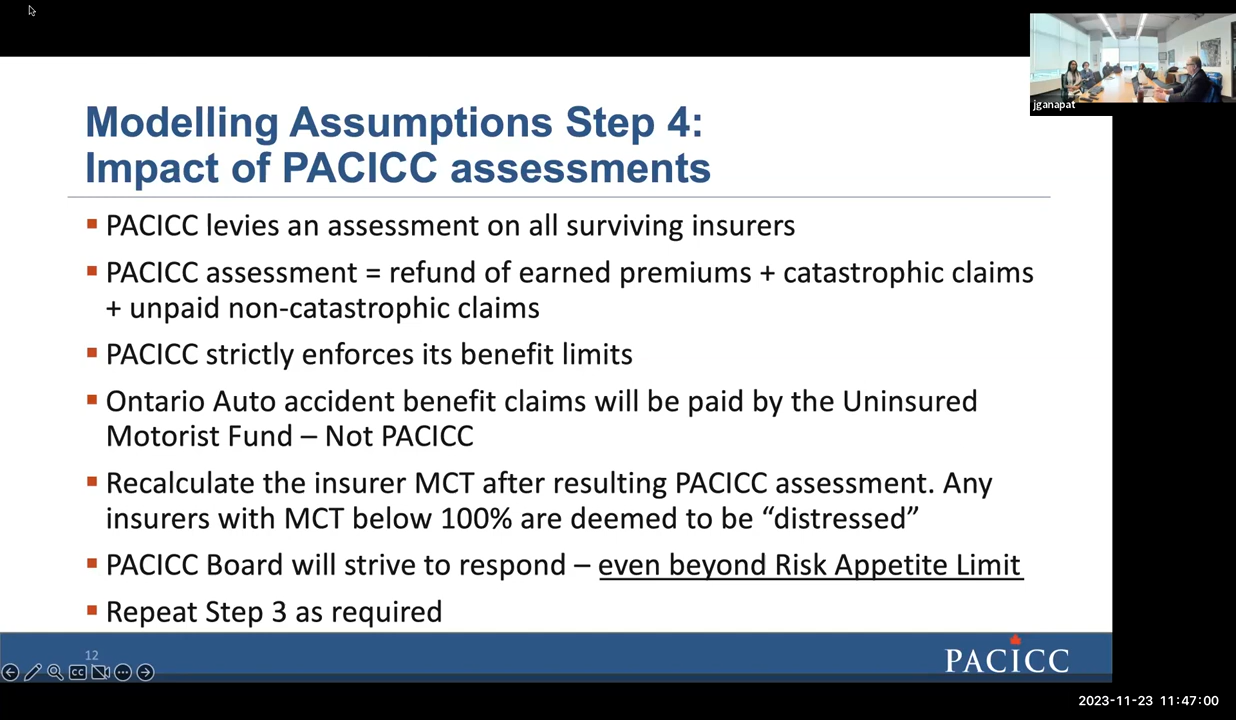 jganapat
Modelling Assumptions Step 4:
Impact of PACICC assessments
▪ PACICC levies an assessment on all surviving insurers
▪ PACICC assessment = refund of earned premiums + catastrophic claims
+ unpaid non-catastrophic claims
▪ PACICC strictly enforces its benefit limits
▪ Ontario Auto accident benefit claims will be paid by the Uninsured
Motorist Fund – Not PACICC
▪ Recalculate the insurer MCT after resulting PACICC assessment. Any
insurers with MCT below 100% are deemed to be “distressed”
▪ PACICC Board will strive to respond – even beyond Risk Appetite Limit
▪ Repeat Step 3 as required
12
CC
PACICC
2023-11-23 11:47:00